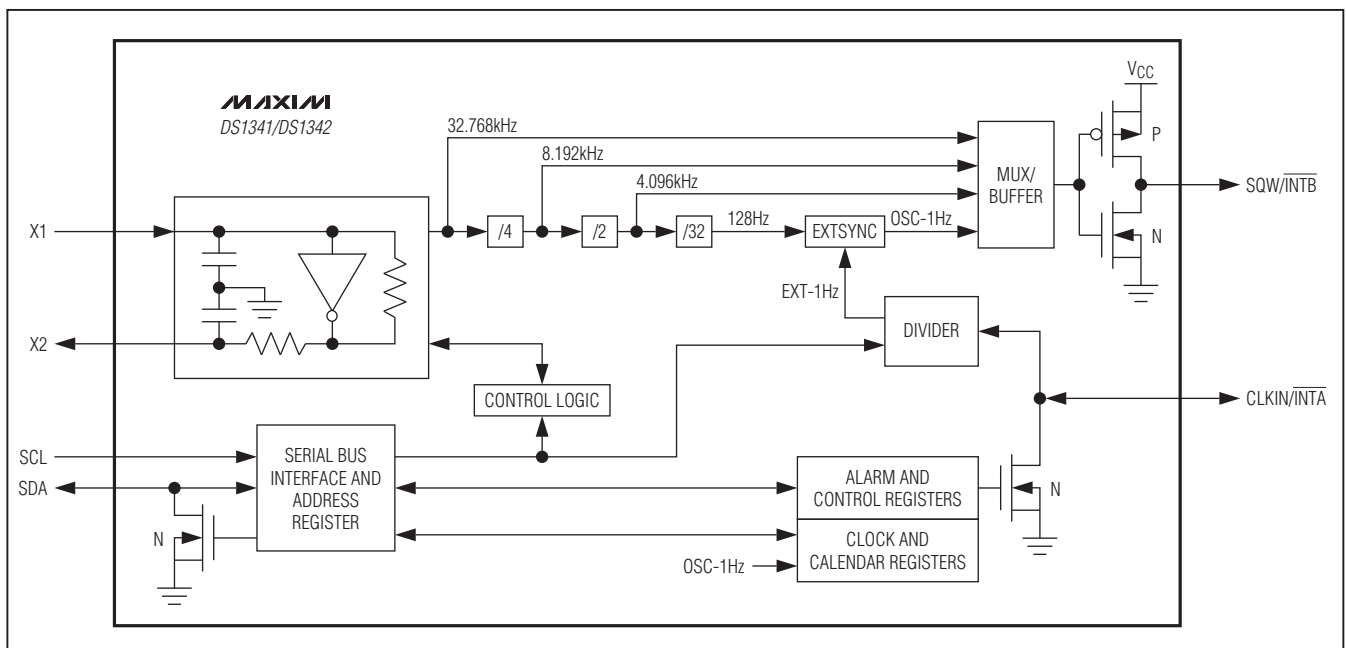 MAXIM
DS1341/DS1342
VCC
32.768kHz
8.192kHz
4.096kHz
P
MUX/
BUFFER
SQW/INTB
X1
/4
/2
/32
128Hz
EXTSYNC
OSC-1Hz
N
EXT-1Hz
DIVIDER
X2
CONTROL LOGIC
CLKIN/INTA
SCL
SDA
SERIAL BUS
INTERFACE AND
ADDRESS
REGISTER
ALARM AND
CONTROL REGISTERS
N
N
CLOCK AND
CALENDAR REGISTERS
OSC-1Hz